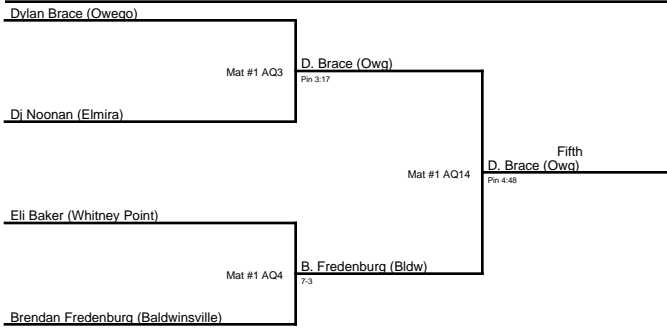 Dylan Brace (Owego)
Mat #1 AQ3
D. Brace (Owg)
Pin 3:17
Dj Noonan (Elmira)
Fifth
Mat #1 AQ14
D. Brace (Owg)
Pin 4:48
Eli Baker (Whitney Point)
Mat #1 AQ4
B. Fredenburg (Bldw)
7-3
Brendan Fredenburg (Baldwinsville)